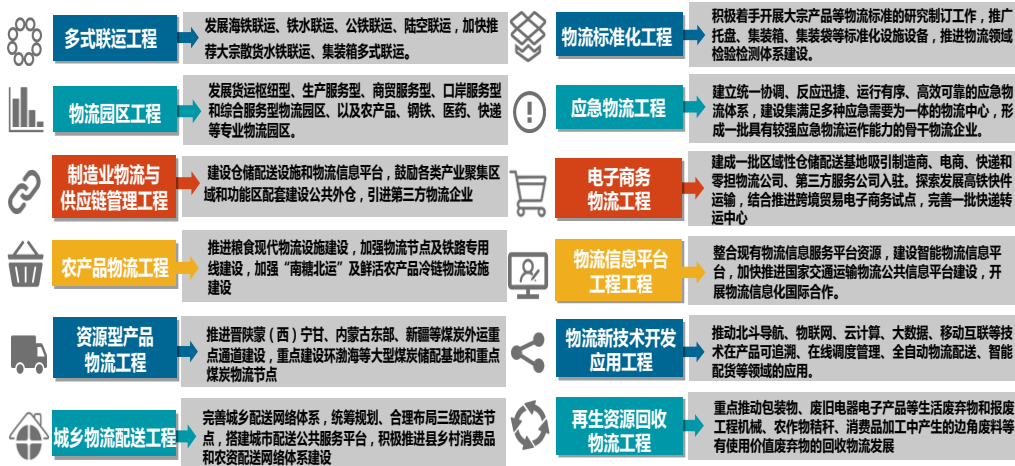 多式联运工程
发展海铁联运、铁水联运、公铁联运、陆空联运，加快推
荐大宗散货水铁联运、集装箱多式联运。
物流园区工程
发展货运枢纽型、生产服务型、商贸服务型、口岸服务型
和综合服务型物流园区、以及农产品、钢铁、医药、快递
等专业物流园区。
制造业物流与
供应链管理工程
建设仓储配送设施和物流信息平台，鼓励各类产业聚集区
域和功能区配套建设公共外仓，引进第三方物流企业
农产品物流工程
推进粮食现代物流设施建设，加强物流节点及铁路专用
线建设，加强“南糖北运”及鲜活农产品冷链物流设施
建设
资源型产品
物流工程
推进晋陕蒙（西）宁甘、内蒙古东部、新疆等煤炭外运重
点通道建设，重点建设环渤海等大型煤炭储配基地和重点
煤炭物流节点
城乡物流配送工程
完善城乡配送网络体系，统筹规划、合理布局三级配送节
点，搭建城市配送公共服务平台，积极推进县乡村消费品
和农资配送网络体系建设
物流标准化工程
积极着手开展大宗产品等物流标准的研究制订工作，推广
托盘、集装箱、集装袋等标准化设施设备，推进物流领域
检验检测体系建设。
应急物流工程
建立统一协调、反应迅捷、运行有序、高效可靠的应急物
流体系，建设集满足多种应急需要为一体的物流中心，形
成一批具有较强应急物流运作能力的骨干物流企业。
电子商务
物流工程
建成一批区域性仓储配送基地吸引制造商、电商、快递和
零担物流公司、第三方服务公司入驻。探索发展高铁快件
运输，结合推进跨境贸易电子商务试点，完善一批快递转
运中心
物流信息平台
工程工程
整合现有物流信息服务平台资源，建设智能物流信息平
台，加快推进国家交通运输物流公共信息平台建设，开
展物流信息化国际合作。
物流新技术开发
应用工程
推动北斗导航、物联网、云计算、大数据、移动互联等技
术在产品可追溯、在线调度管理、全自动物流配送、智能
配货等领域的应用。
再生资源回收
物流工程
重点推动包装物、废旧电器电子产品等生活废弃物和报废
工程机械、农作物秸秆、消费品加工中产生的边角废料等
有使用价值废弃物的回收物流发展